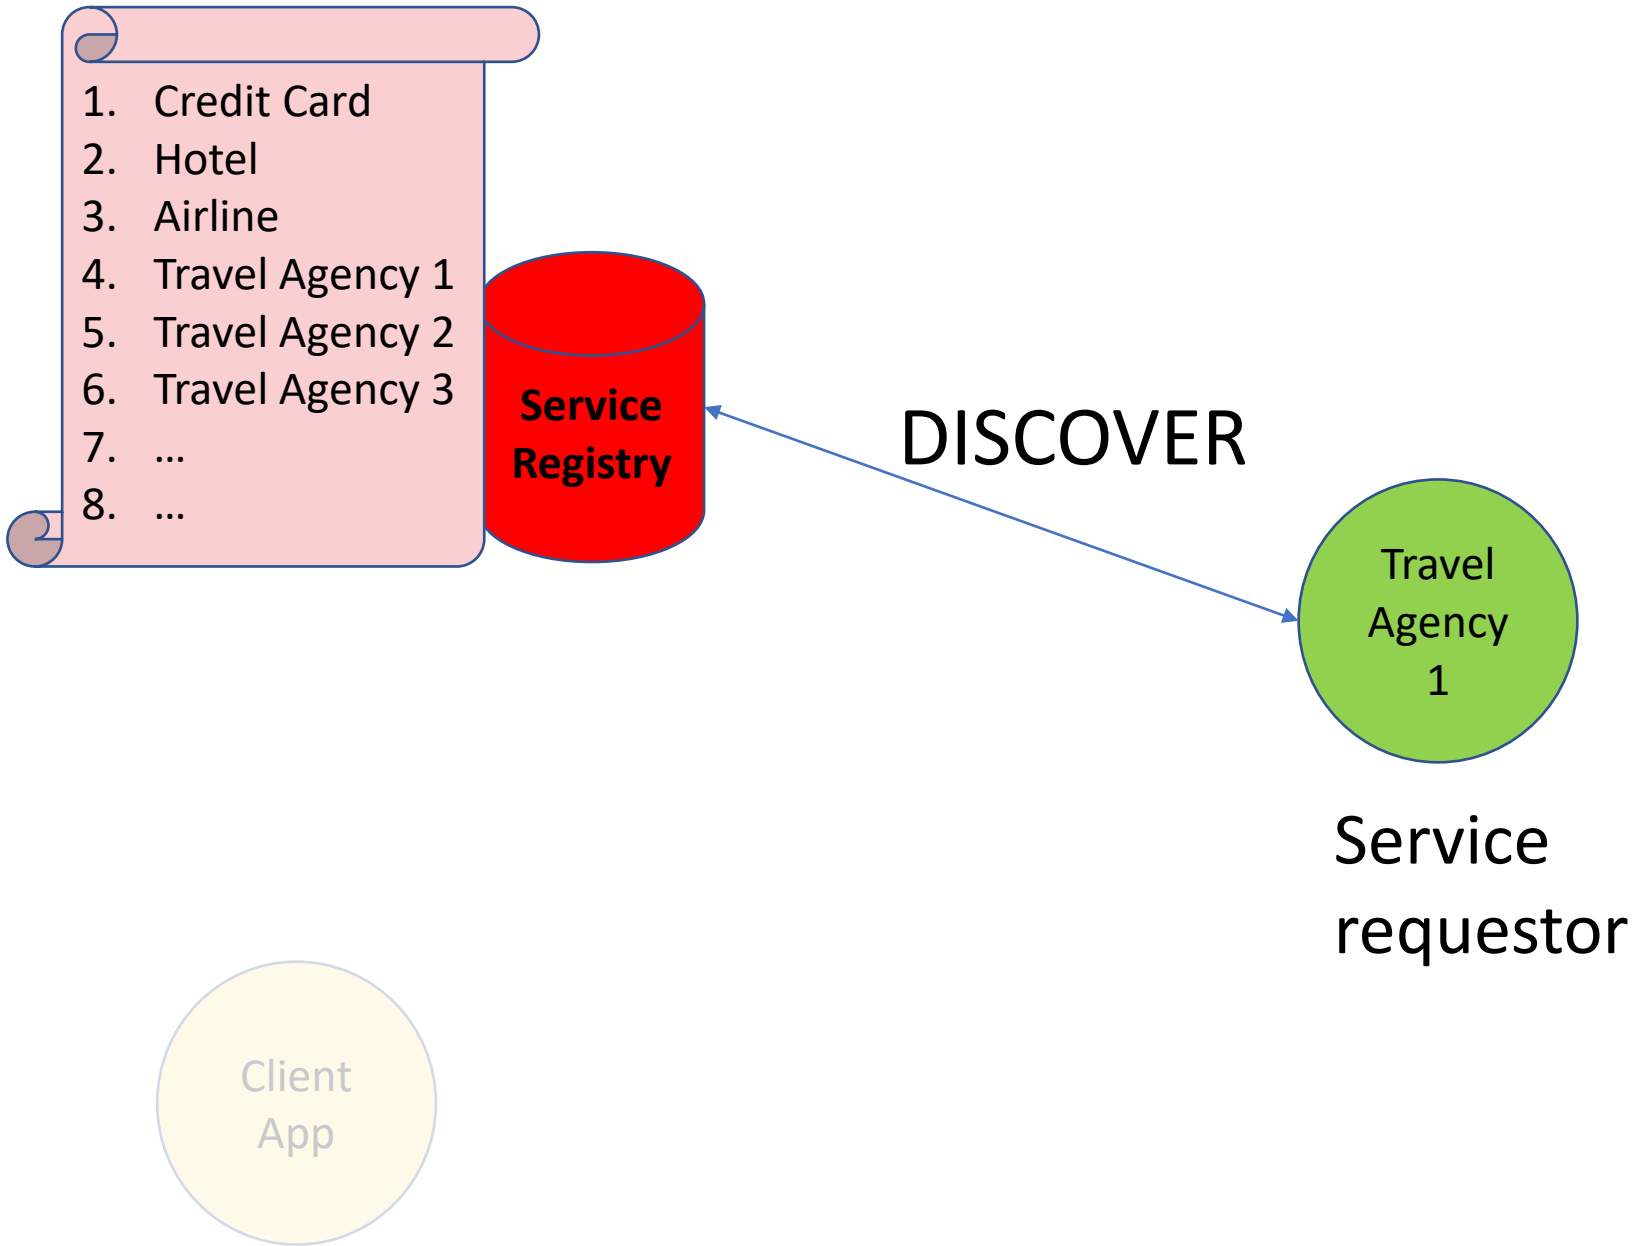 1. Credit Card
2. Hotel
3. Airline
4. Travel Agency 1
5. Travel Agency 2
6. Travel Agency 3
7. ...
8. ...
Service
Registry
DISCOVER
Travel
Agency
1
Service
requestor
Client
App